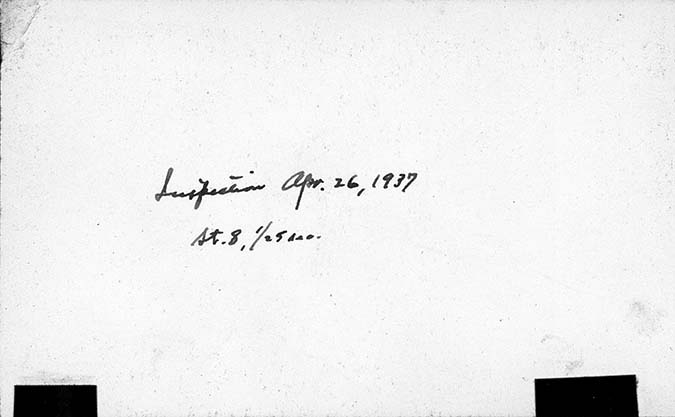 Inspection Apr. 26, 1937
St. 8, 1/25 sec.